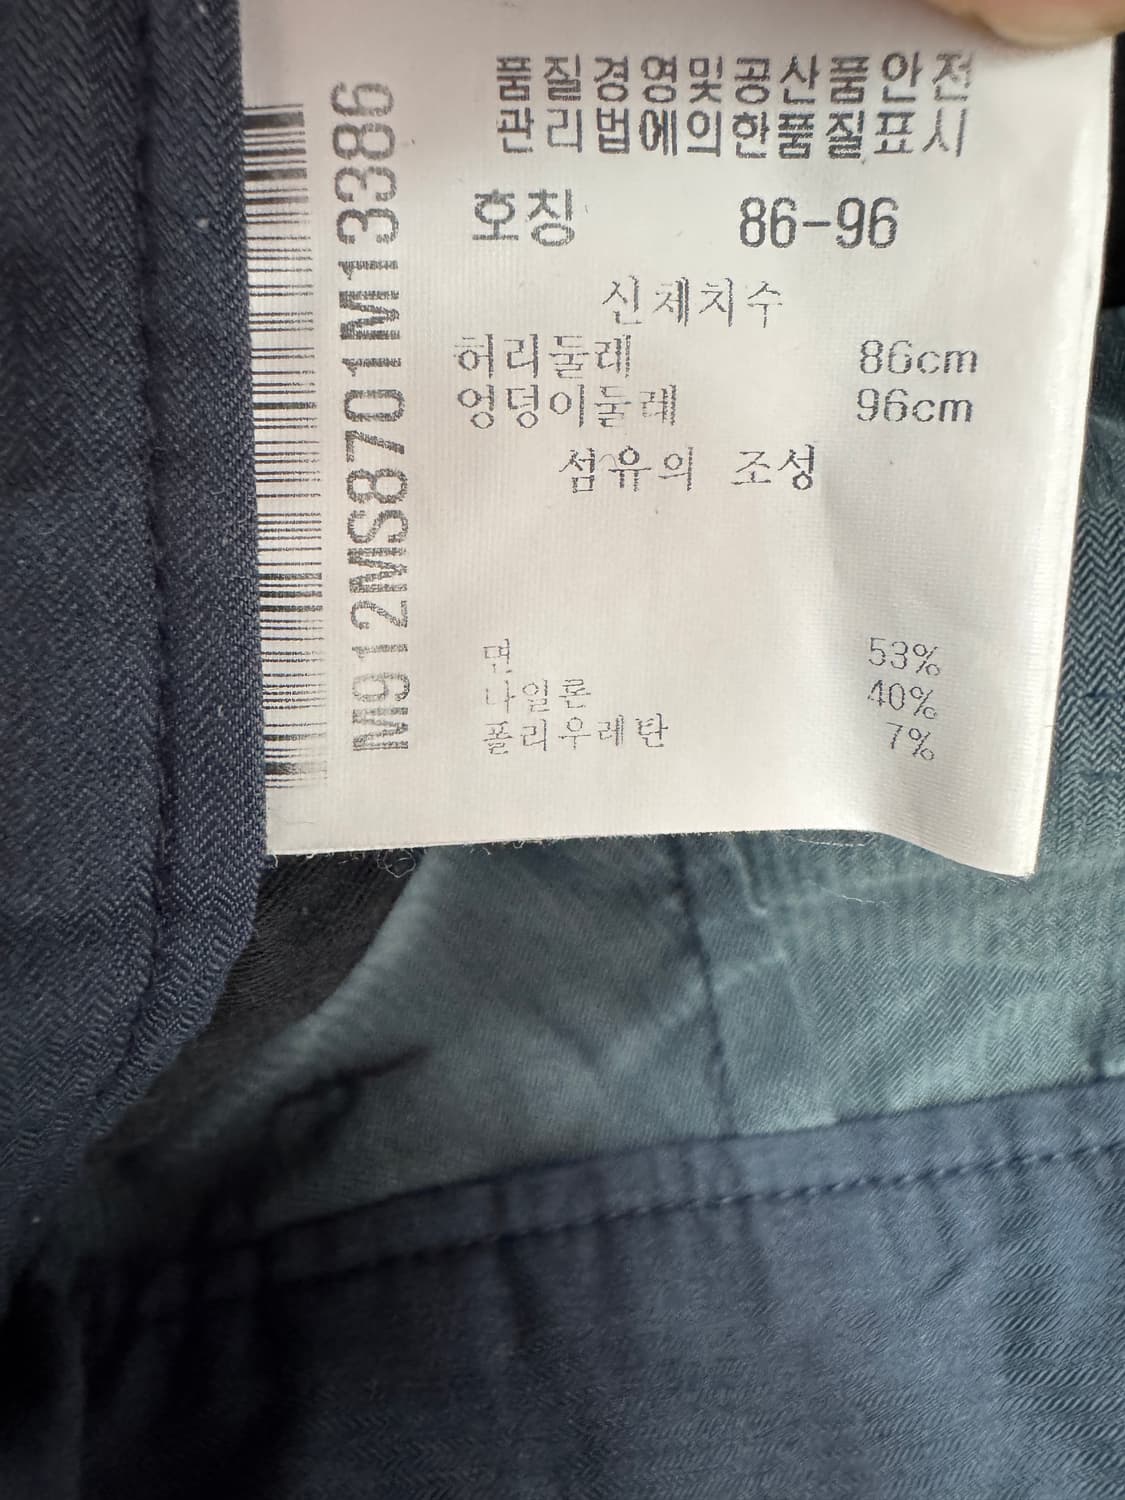 품질경영및공산품안전
관리법에의한품질표시
호칭 86-96
신체치수
허리둘레 86cm
엉덩이둘레 96cm
섬유의 조성
면 53%
나일론 40%
폴리우레탄 7%
M912MS8701M13386